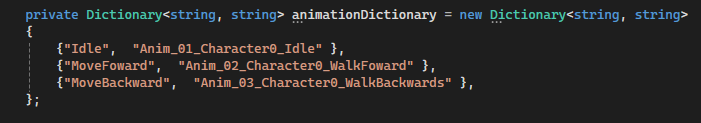 private Dictionary<string, string> animationDictionary = new Dictionary<string, string>
{
{"Idle",  "Anim_01_Character0_Idle" },
{"MoveFoward",  "Anim_02_Character0_WalkFoward" },
{"MoveBackward",  "Anim_03_Character0_WalkBackwards" },
};